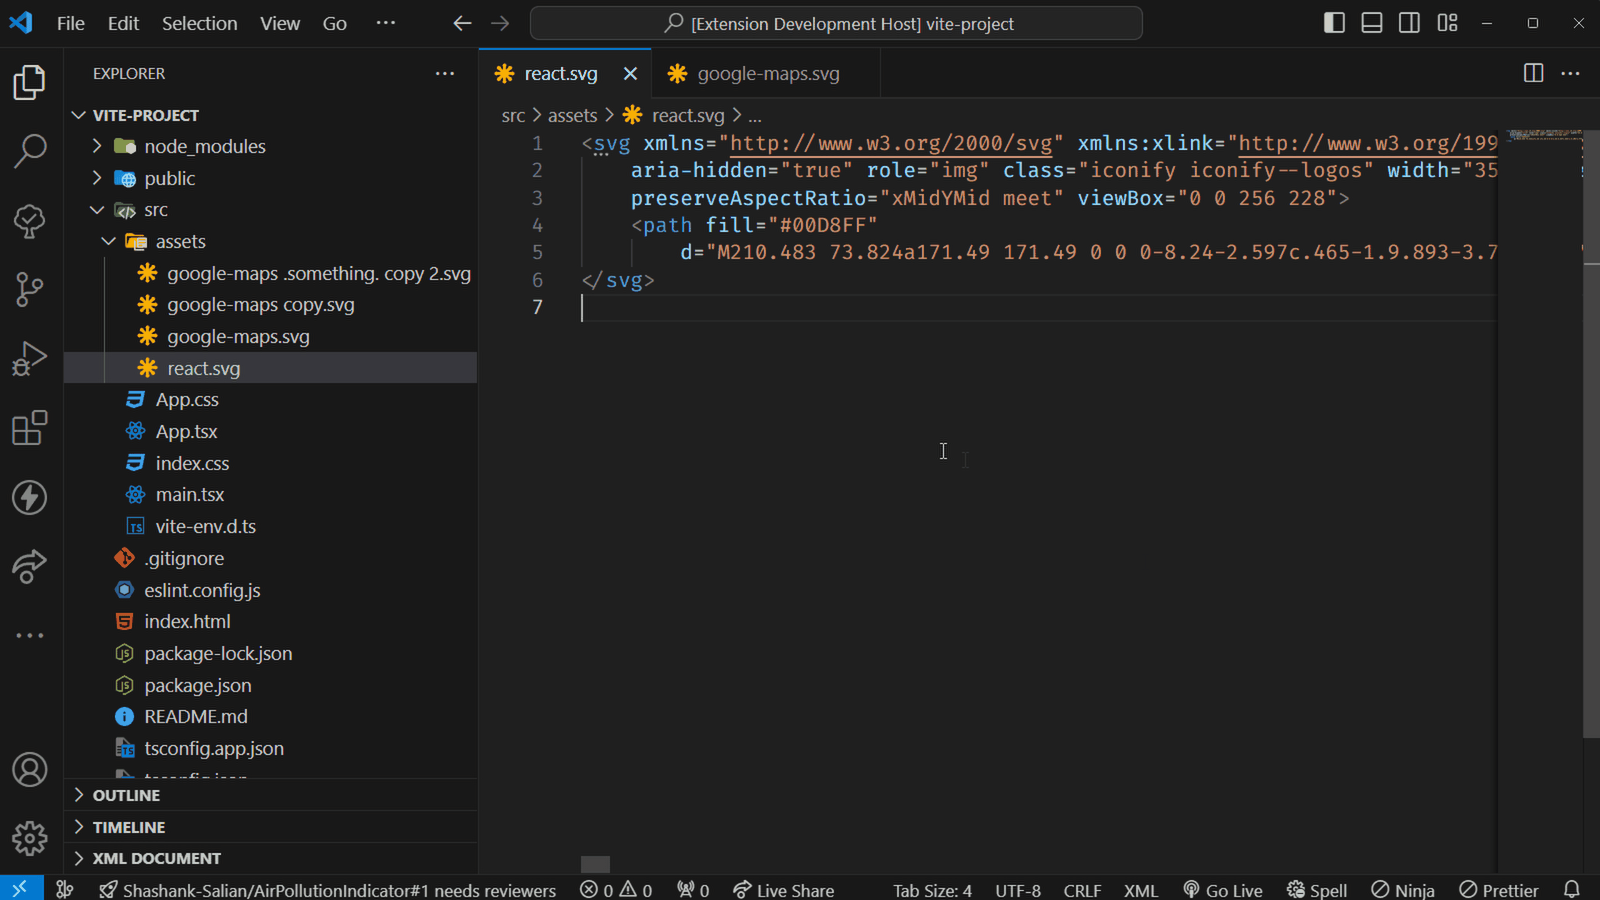 File Edit Selection View Go ··· [Extension Development Host] vite-project
EXPLORER
VITE-PROJECT
node_modules
public
src
assets
google-maps .something. copy 2.svg
google-maps copy.svg
google-maps.svg
react.svg
App.css
App.tsx
index.css
main.tsx
vite-env.d.ts
.gitignore
eslint.config.js
index.html
package-lock.json
package.json
README.md
tsconfig.app.json
OUTLINE
TIMELINE
XML DOCUMENT
react.svg google-maps.svg
src > assets > react.svg > ...
1 <svg xmlns="http://www.w3.org/2000/svg" xmlns:xlink="http://www.w3.org/199
2 aria-hidden="true" role="img" class="iconify iconify--logos" width="35
3 preserveAspectRatio="xMidYMid meet" viewBox="0 0 256 228">
4 <path fill="#00D8FF"
5 d="M210.483 73.824a171.49 171.49 0 0 0-8.24-2.597c.465-1.9.893-3.7
6 </svg>
7
Shashank-Salian/AirPollutionIndicator#1 needs reviewers 0 0 0 Live Share Tab Size: 4 UTF-8 CRLF XML Go Live Spell Ninja Prettier